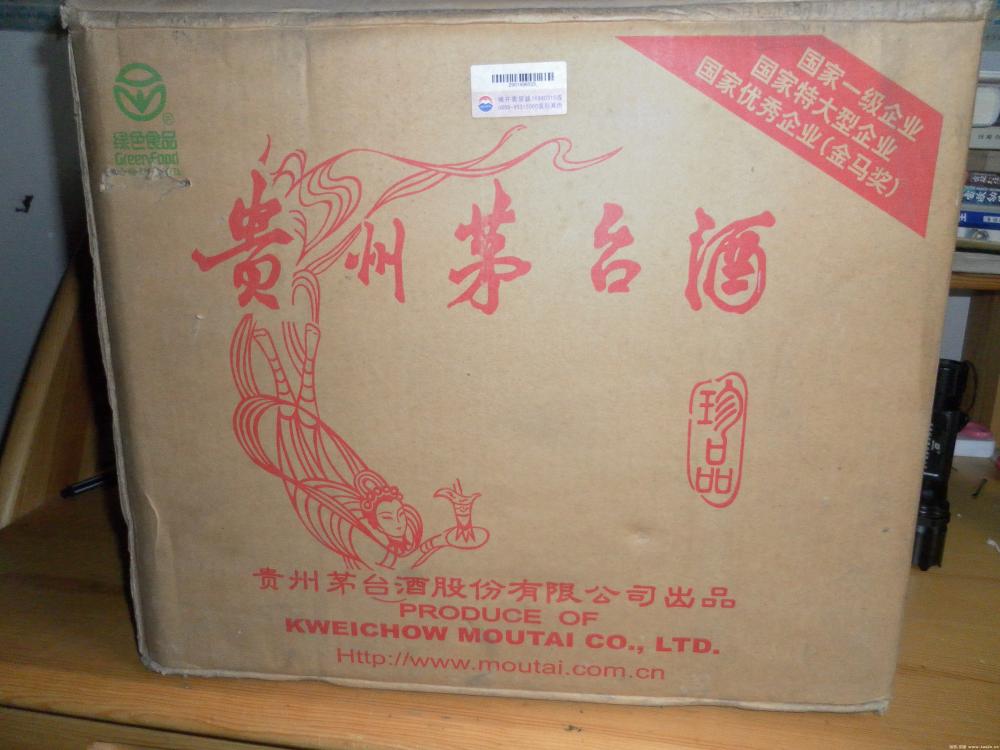 绿色食品
GreenFood
®
国家一级企业
国家特大型企业
国家优秀企业(金马奖)
贵州茅台酒
珍品
贵州茅台酒股份有限公司出品
PRODUCE OF
KWEICHOW MOUTAI CO., LTD.
Http://www.moutai.com.cn